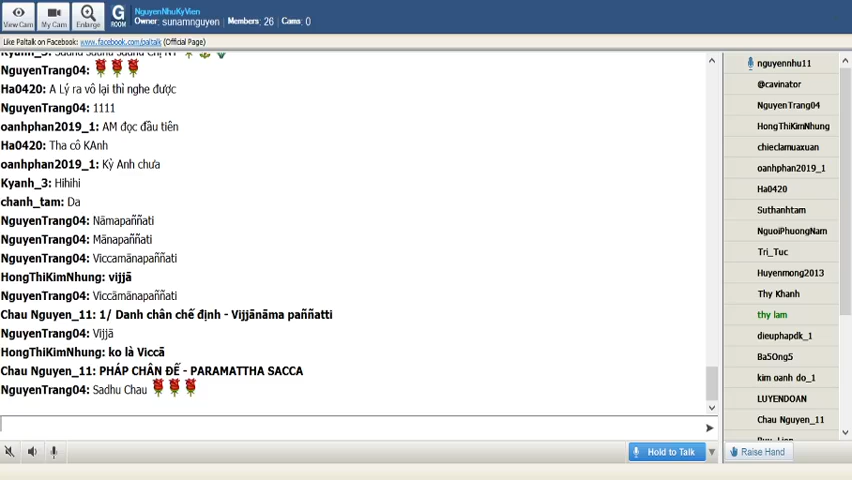 View Cam
My Cam
Enlarge
G
ROOM
NguyenNhuKyVien
Owner: sunamnguyen Members: 26 Cams: 0
Like Paltalk on Facebook: www.facebook.com/paltalk (Official Page)
Kyanh_3: Sadhu Sadhu Sadhu Chị NT
NguyenTrang04:
Ha0420: A Lý ra vô lại thì nghe được
NguyenTrang04: 1111
oanhphan2019_1: AM đọc đầu tiên
Ha0420: Tha cô KAnh
oanhphan2019_1: Kỳ Anh chưa
Kyanh_3: Hihihi
chanh_tam: Da
NguyenTrang04: Nāmapaññati
NguyenTrang04: Mānapaññati
NguyenTrang04: Viccamānapaññati
HongThiKimNhung: vijjā
NguyenTrang04: Viccāmānapaññati
Chau Nguyen_11: 1/ Danh chân chế định - Vijjānāma paññatti
NguyenTrang04: Vijjā
HongThiKimNhung: ko là Viccā
Chau Nguyen_11: PHÁP CHÂN ĐẾ - PARAMATTHA SACCA
NguyenTrang04: Sadhu Chau
Hold to Talk
nguyennhu11
@cavinator
NguyenTrang04
HongThiKimNhung
chieclamuaxuan
oanhphan2019_1
Ha0420
Suthanhtam
NguoiPhuongNam
Tri_Tuc
Huyenmong2013
Thy Khanh
thy lam
dieuphapdk_1
Ba5Ong5
kim oanh do_1
LUYENDOAN
Chau Nguyen_11
Raise Hand